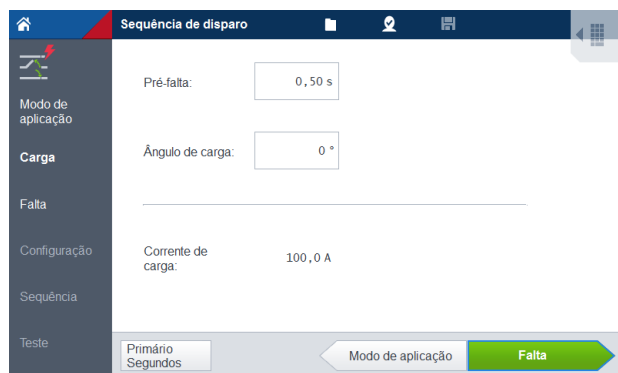 Sequência de disparo
Modo de
aplicação
Carga
Falta
Configuração
Sequência
Teste
Pré-falta:
0,50 s
Ângulo de carga:
0 °
Corrente de
carga:
100,0 A
Primário
Segundos
Modo de aplicação
Falta